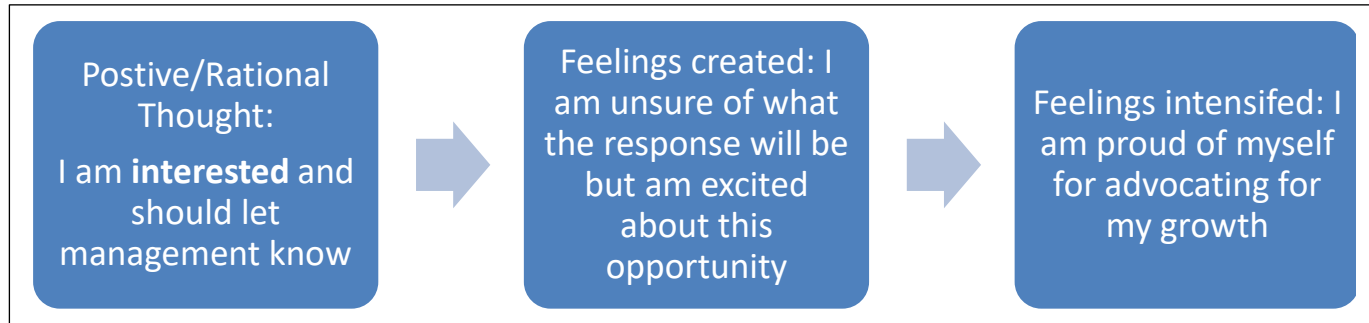 Postive/Rational
Thought:
I am interested and
should let
management know
Feelings created: I
am unsure of what
the response will be
but am excited
about this
opportunity
Feelings intensifed: I
am proud of myself
for advocating for
my growth